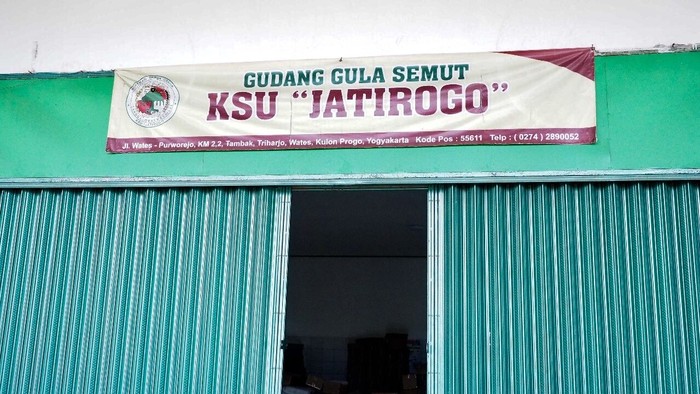 GUDANG GULA SEMUT
KSU "JATIROGO"
Jl. Wates - Purworejo, KM 2,2, Tambak, Triharjo, Wates, Kulon Progo, Yogyakarta Kode Pos : 55611 Telp : ( 0274 ) 2890052